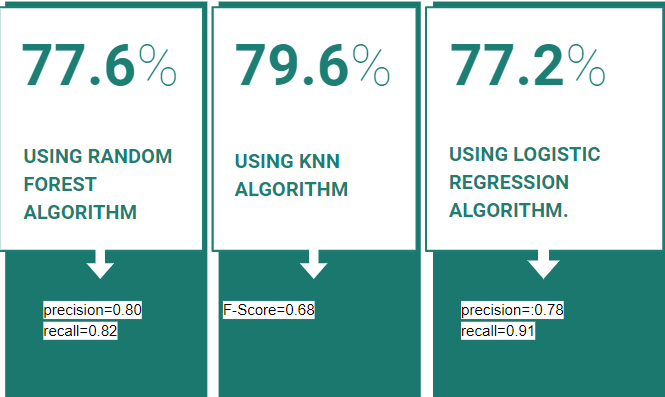 77.6%
USING RANDOM
FOREST
ALGORITHM
precision=0.80
recall=0.82
79.6%
USING KNN
ALGORITHM
F-Score=0.68
77.2%
USING LOGISTIC
REGRESSION
ALGORITHM.
precision=:0.78
recall=0.91